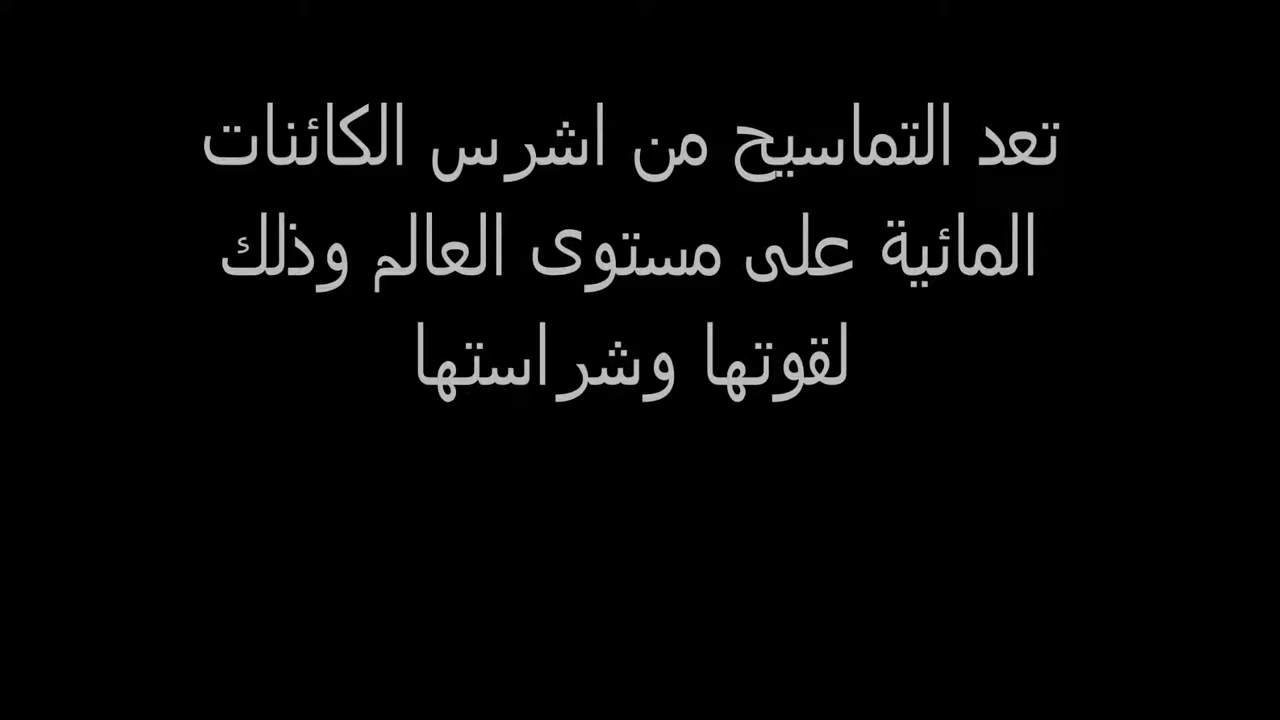 تعد التماسيح من اشرس الكائنات
المائية على مستوى العالم وذلك
لقوتها وشراستها